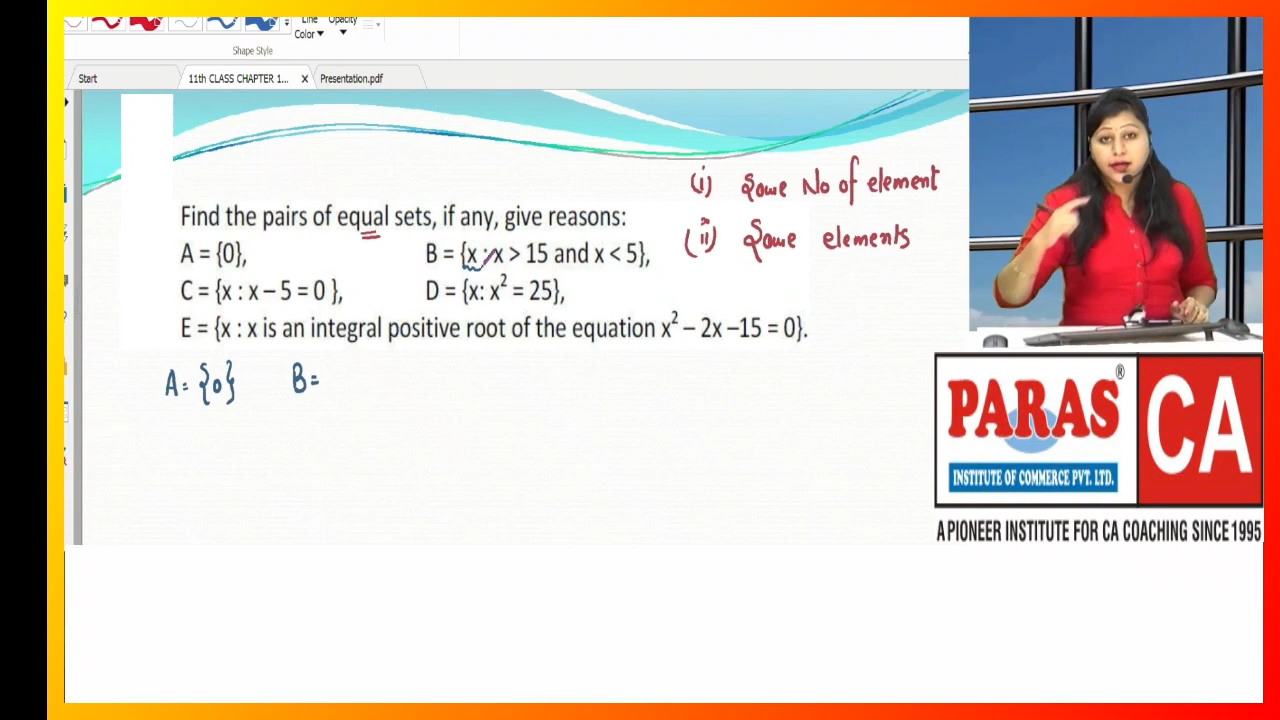 Line
Color
Opacity
Shape Style
Start
11th CLASS CHAPTER 1... X
Presentation.pdf
(i) Same No of element
Find the pairs of equal sets, if any, give reasons:
(ii) Same elements
A = {0}, B = {x : x > 15 and x < 5},
C = {x : x – 5 = 0 }, D = {x: x² = 25},
E = {x : x is an integral positive root of the equation x² – 2x –15 = 0}.
A = {0} B =
PARAS ® CA
INSTITUTE OF COMMERCE PVT. LTD.
A PIONEER INSTITUTE FOR CA COACHING SINCE 1995